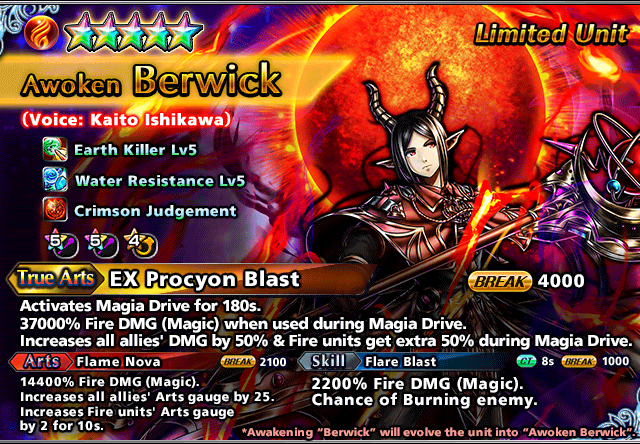 Limited Unit
Awoken Berwick
(Voice: Kaito Ishikawa)
Earth Killer Lv5
Water Resistance Lv5
Crimson Judgement
5 5 4
True Arts EX Procyon Blast BREAK 4000
Activates Magia Drive for 180s.
37000% Fire DMG (Magic) when used during Magia Drive.
Increases all allies' DMG by 50% & Fire units get extra 50% during Magia Drive.
Arts Flame Nova BREAK 2100
14400% Fire DMG (Magic).
Increases all allies' Arts gauge by 25.
Increases Fire units' Arts gauge
by 2 for 10s.
Skill Flare Blast CT 8s BREAK 1000
2200% Fire DMG (Magic).
Chance of Burning enemy.
*Awakening "Berwick" will evolve the unit into "Awoken Berwick".